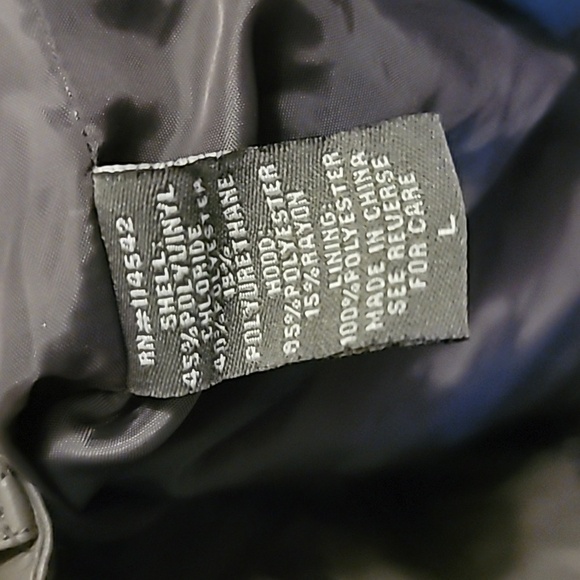 RN#114542
SHELL:
45%POLYVINYL
CHLORIDE
40%POLYESTER
15%
POLYURETHANE
HOOD
85%POLYESTER
15%RAYON
LINING:
100%POLYESTER
MADE IN CHINA
SEE REVERSE
FOR CARE
L